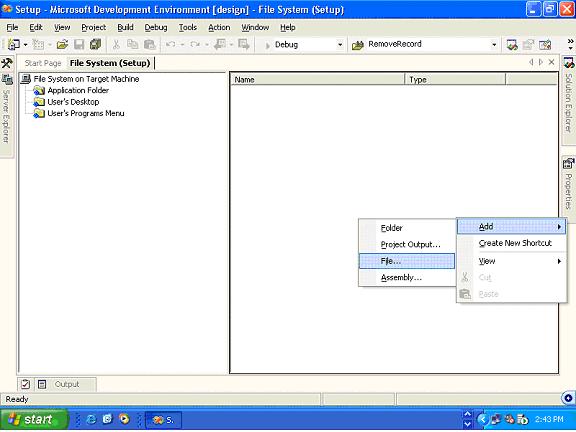 Setup - Microsoft Development Environment [design] - File System (Setup)
File Edit View Project Build Debug Tools Action Window Help
Debug RemoveRecord
Start Page File System (Setup)
Server Explorer
File System on Target Machine
Application Folder
User's Desktop
User's Programs Menu
Name Type
Solution Explorer
Properties
Folder
Project Output...
File...
Assembly...
Add
Create New Shortcut
View
Cut
Paste
Output
Ready
start S. 2:43 PM